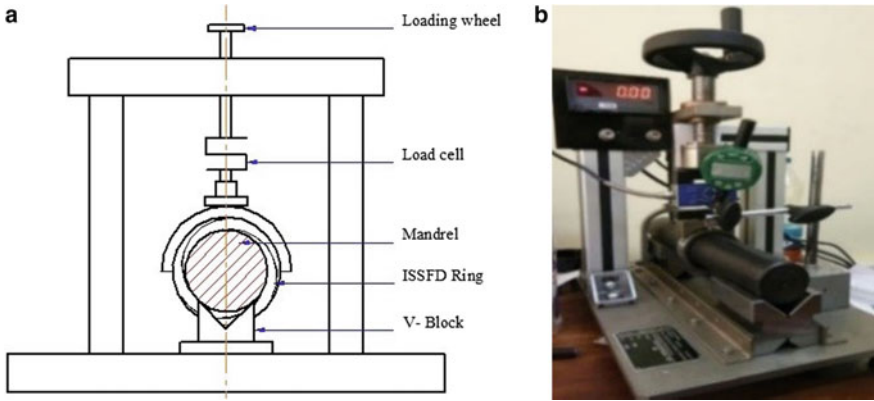 a
Loading wheel
Load cell
Mandrel
ISSFD Ring
V- Block
b
0.00